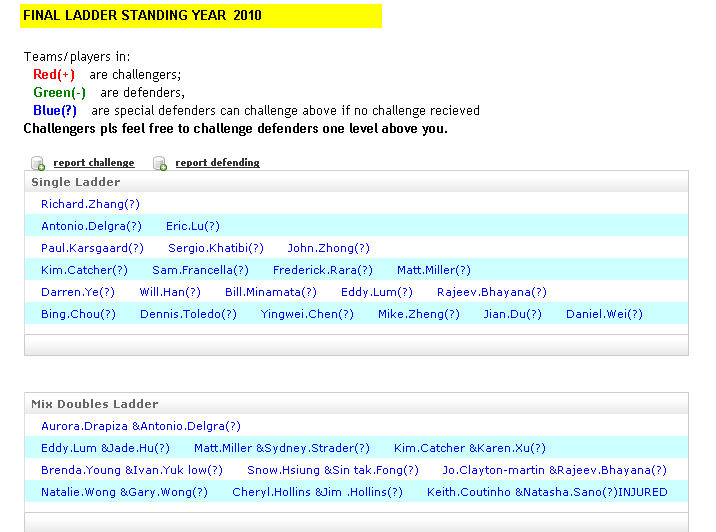 FINAL LADDER STANDING YEAR 2010
Teams/players in:
Red(+) are challengers;
Green(-) are defenders,
Blue(?) are special defenders can challenge above if no challenge recieved
Challengers pls feel free to challenge defenders one level above you.
report challenge report defending
Single Ladder
Richard.Zhang(?)
Antonio.Delgra(?) Eric.Lu(?)
Paul.Karsgaard(?) Sergio.Khatibi(?) John.Zhong(?)
Kim.Catcher(?) Sam.Francella(?) Frederick.Rara(?) Matt.Miller(?)
Darren.Ye(?) Will.Han(?) Bill.Minamata(?) Eddy.Lum(?) Rajeev.Bhayana(?)
Bing.Chou(?) Dennis.Toledo(?) Yingwei.Chen(?) Mike.Zheng(?) Jian.Du(?) Daniel.Wei(?)
Mix Doubles Ladder
Aurora.Drapiza &Antonio.Delgra(?)
Eddy.Lum &Jade.Hu(?) Matt.Miller &Sydney.Strader(?) Kim.Catcher &Karen.Xu(?)
Brenda.Young &Ivan.Yuk low(?) Snow.Hsiung &Sin tak.Fong(?) Jo.Clayton-martin &Rajeev.Bhayana(?)
Natalie.Wong &Gary.Wong(?) Cheryl.Hollins &Jim .Hollins(?) Keith.Coutinho &Natasha.Sano(?)INJURED